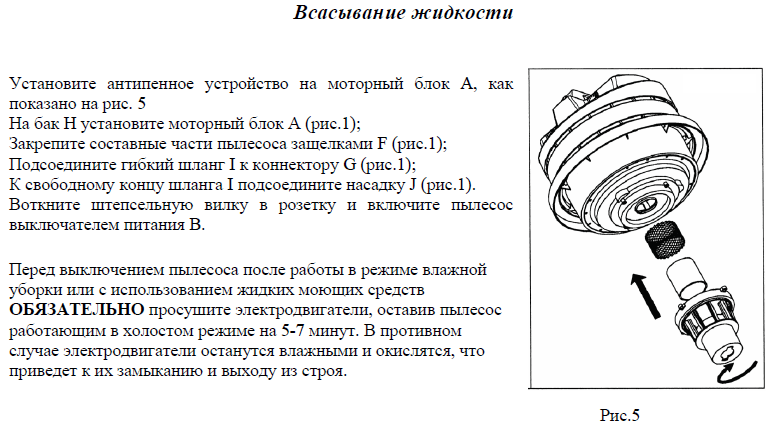 Всасывание жидкости
Установите антипенное устройство на моторный блок А, как
показано на рис. 5
На бак Н установите моторный блок А (рис.1);
Закрепите составные части пылесоса защелками F (рис.1);
Подсоедините гибкий шланг I к коннектору G (рис.1);
К свободному концу шланга I подсоедините насадку J (рис.1).
Воткните штепсельную вилку в розетку и включите пылесос
выключателем питания В.
Перед выключением пылесоса после работы в режиме влажной
уборки или с использованием жидких моющих средств
ОБЯЗАТЕЛЬНО просушите электродвигатели, оставив пылесос
работающим в холостом режиме на 5-7 минут. В противном
случае электродвигатели останутся влажными и окислятся, что
приведет к их замыканию и выходу из строя.
Рис.5